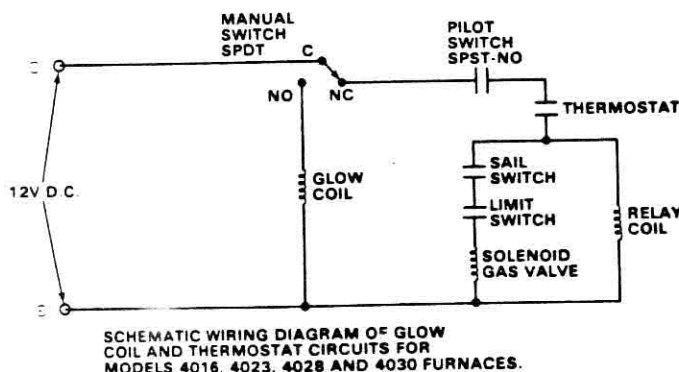 MANUAL
SWITCH
SPDT
C
NO
NC
PILOT
SWITCH
SPST-NO
THERMOSTAT
12V D.C.
GLOW
COIL
SAIL
SWITCH
LIMIT
SWITCH
SOLENOID
GAS VALVE
RELAY
COIL
SCHEMATIC WIRING DIAGRAM OF GLOW
COIL AND THERMOSTAT CIRCUITS FOR
MODELS 4016, 4023, 4028 AND 4030 FURNACES.